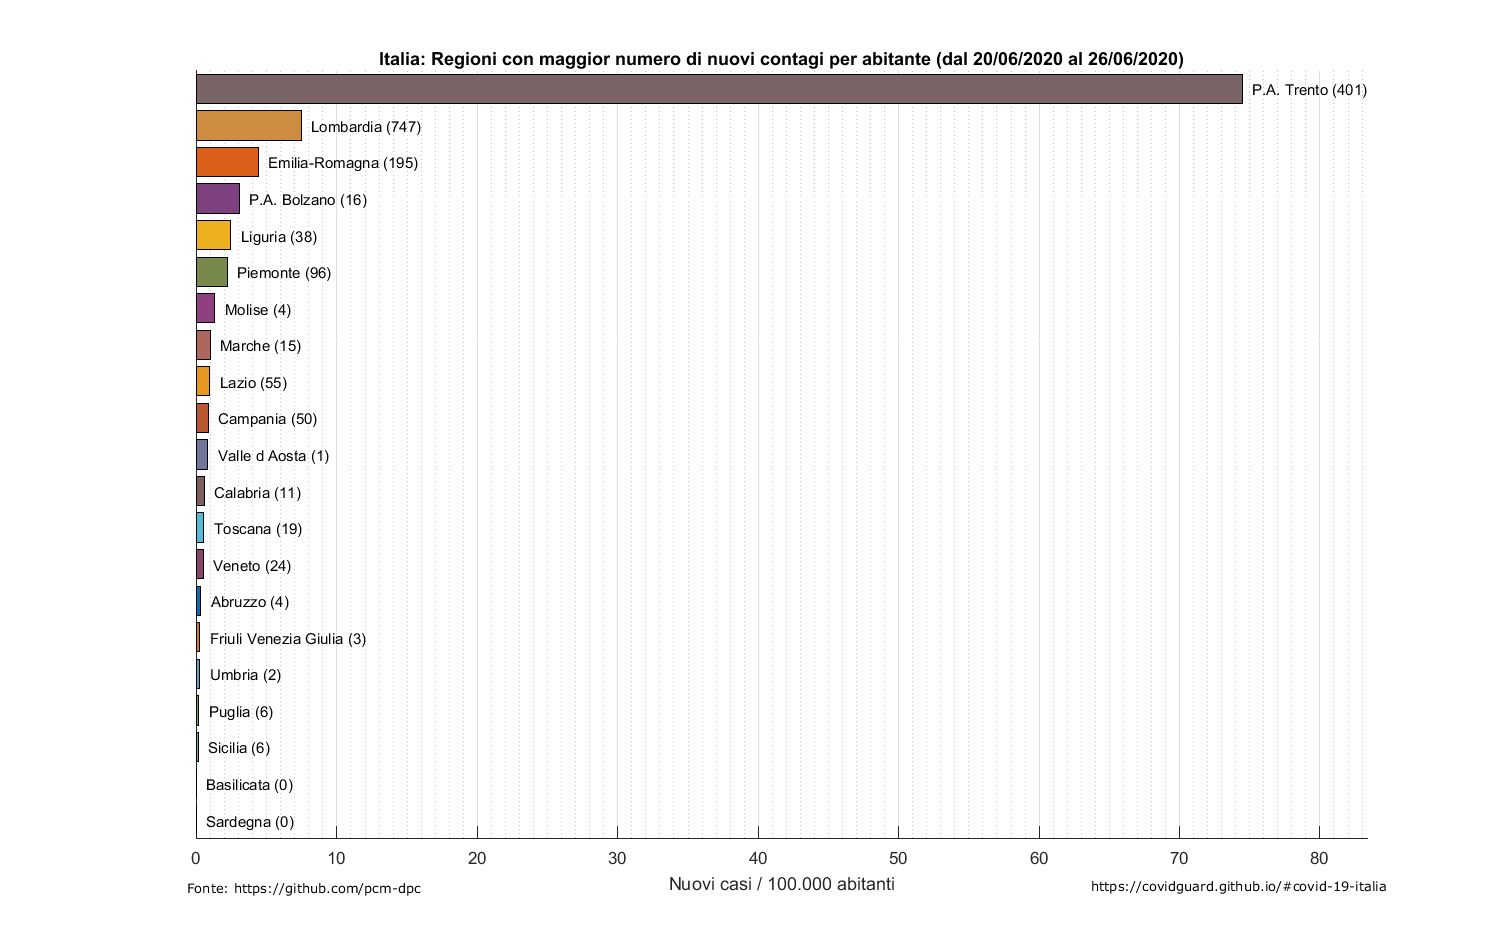 Italia: Regioni con maggior numero di nuovi contagi per abitante (dal 20/06/2020 al 26/06/2020)
P.A. Trento (401)
Lombardia (747)
Emilia-Romagna (195)
P.A. Bolzano (16)
Liguria (38)
Piemonte (96)
Molise (4)
Marche (15)
Lazio (55)
Campania (50)
Valle d Aosta (1)
Calabria (11)
Toscana (19)
Veneto (24)
Abruzzo (4)
Friuli Venezia Giulia (3)
Umbria (2)
Puglia (6)
Sicilia (6)
Basilicata (0)
Sardegna (0)
0 10 20 30 40 50 60 70 80
Nuovi casi / 100.000 abitanti
Fonte: https://github.com/pcm-dpc
https://covidguard.github.io/#covid-19-italia